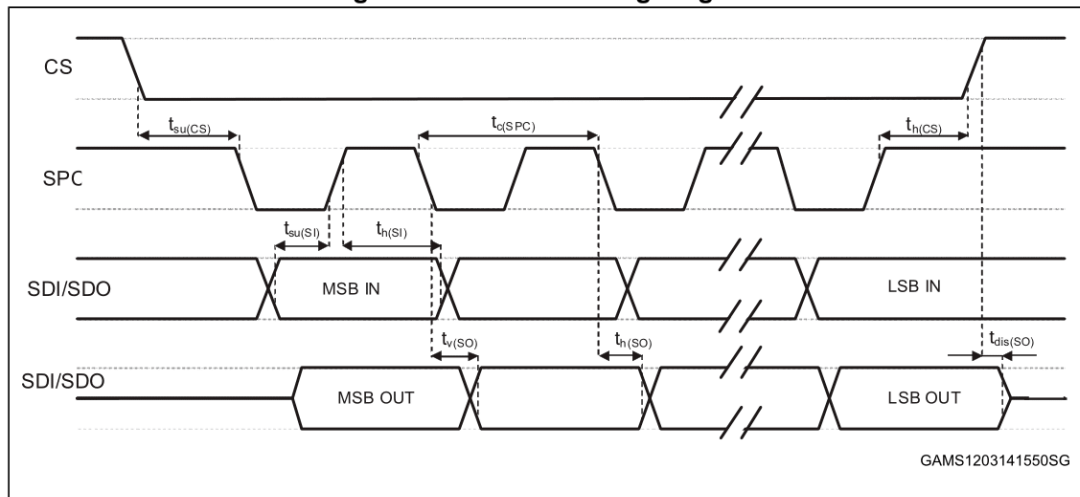 CS
tsu(CS)
tc(SPC)
th(CS)
SPC
tsu(SI)
th(SI)
SDI/SDO
MSB IN
LSB IN
tv(SO)
th(SO)
tdis(SO)
SDI/SDO
MSB OUT
LSB OUT
GAMS1203141550SG